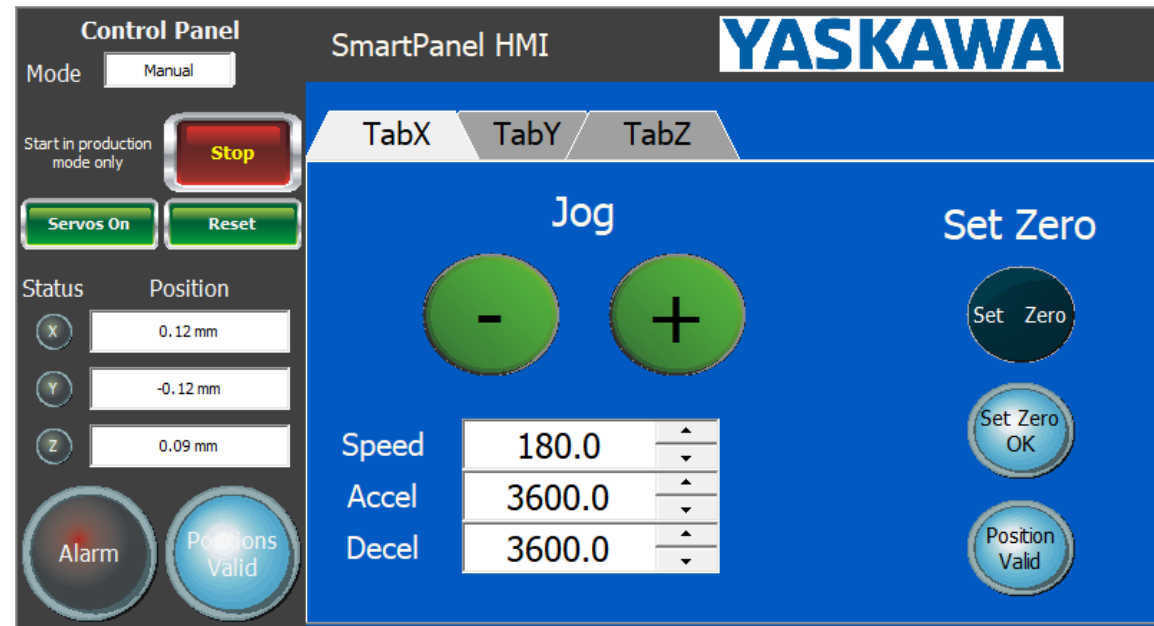 Control Panel
Mode
Manual
Start in production
mode only
Stop
Servos On
Reset
Status
Position
X
0.12 mm
Y
-0.12 mm
Z
0.09 mm
Alarm
Positions
Valid
SmartPanel HMI
YASKAWA
TabX
TabY
TabZ
Jog
-
+
Speed
180.0
Accel
3600.0
Decel
3600.0
Set Zero
Set Zero
Set Zero
OK
Position
Valid